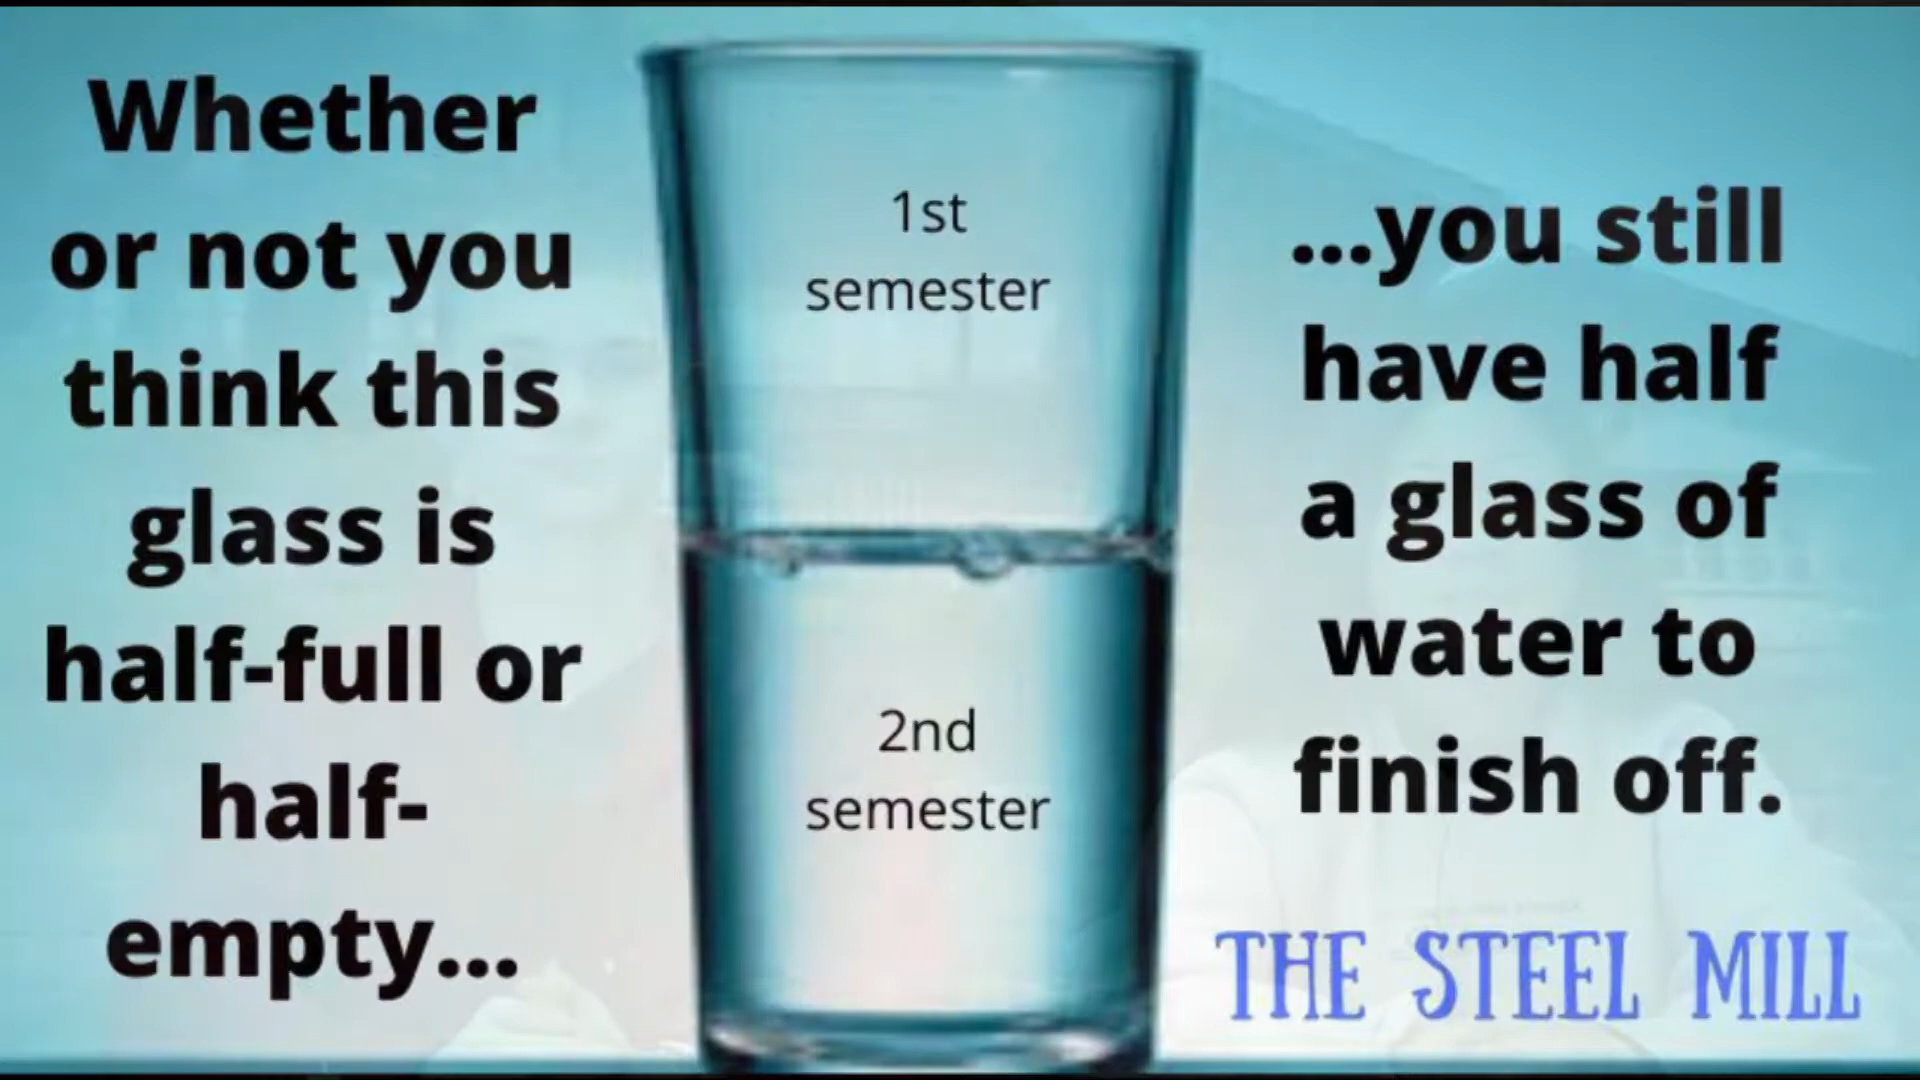 Whether
or not you
think this
glass is
half-full or
half-
empty...
1st
semester
2nd
semester
...you still
have half
a glass of
water to
finish off.
THE STEEL MILL